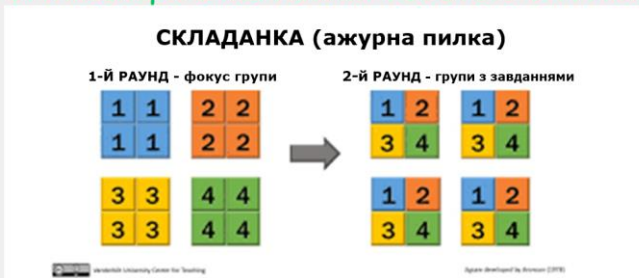 СКЛАДАНКА (ажурна пилка)
1-Й РАУНД - фокус групи
2-Й РАУНД - групи з завданнями
1 1 2 2 1 2 1 2
1 1 2 2 3 4 3 4
3 3 4 4 1 2 1 2
3 3 4 4 3 4 3 4
Vanderbilt University Center for Teaching
figure developed by Aronson (1978)